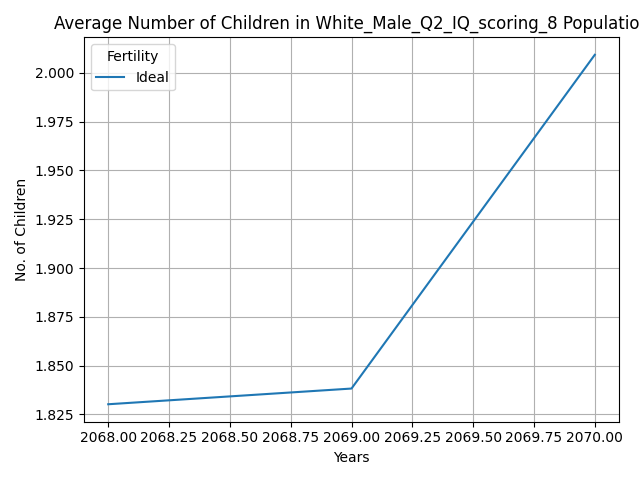 Average Number of Children in White_Male_Q2_IQ_scoring_8 Populatio
Fertility
Ideal
2.000
1.975
1.950
1.925
1.900
1.875
1.850
1.825
No. of Children
2068.00 2068.25 2068.50 2068.75 2069.00 2069.25 2069.50 2069.75 2070.00
Years